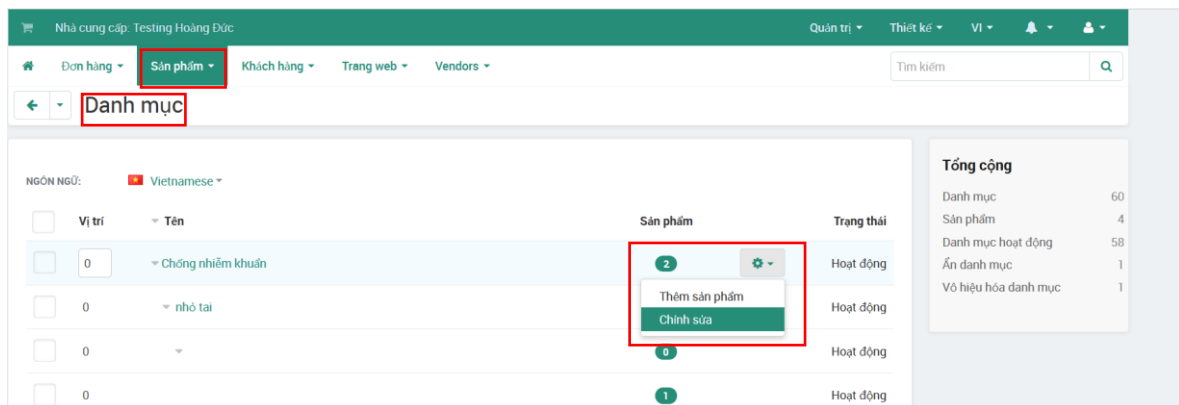 Nhà cung cấp: Testing Hoàng Đức Quản trị Thiết kế VI
Đơn hàng Sản phẩm Khách hàng Trang web Vendors Tìm kiếm
Danh mục
NGÔN NGỮ: Vietnamese
Vị trí Tên Sản phẩm Trạng thái
0 Chống nhiễm khuẩn 2 Hoạt động
Thêm sản phẩm
0 nhỏ tai Hoạt động
Chỉnh sửa
0 0 Hoạt động
0 1 Hoạt động
Tổng cộng
Danh mục 60
Sản phẩm 4
Danh mục hoạt động 58
Ẩn danh mục 1
Vô hiệu hóa danh mục 1